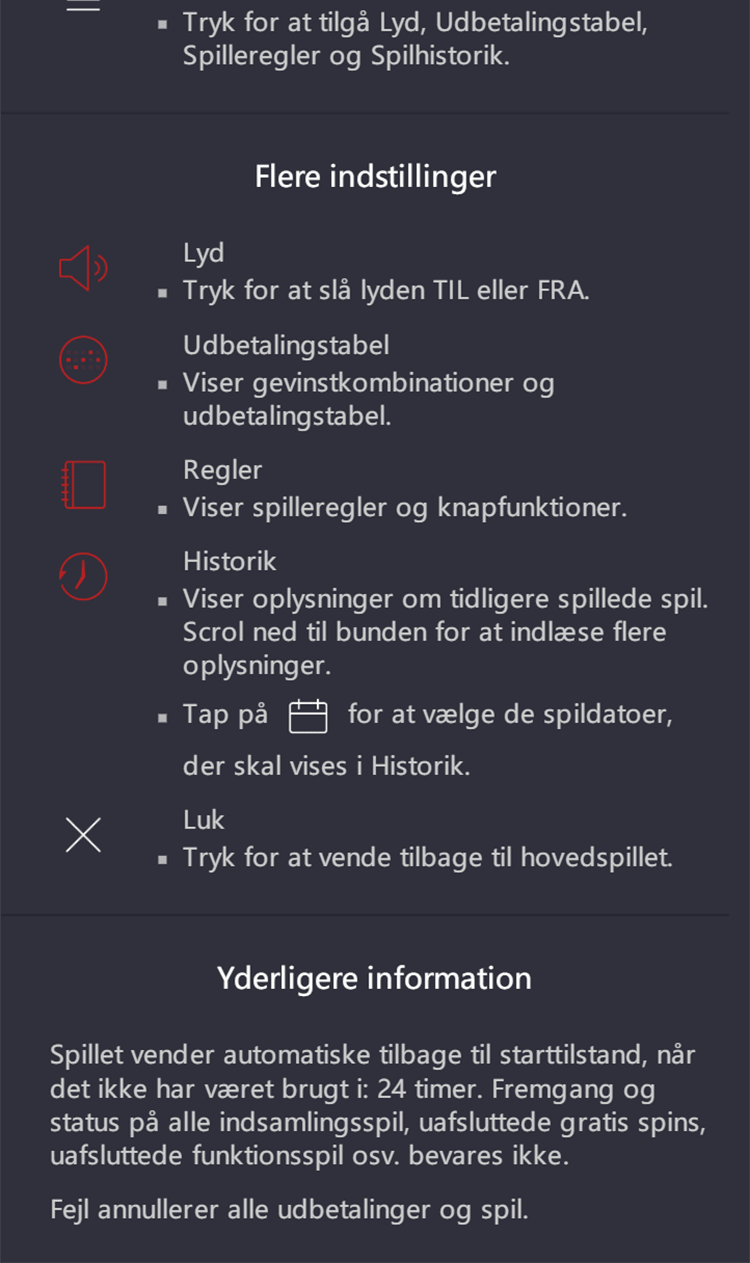 ▪ Tryk for at tilgå Lyd, Udbetalingstabel,
Spilleregler og Spilhistorik.
Flere indstillinger
Lyd
▪ Tryk for at slå lyden TIL eller FRA.
Udbetalingstabel
▪ Viser gevinstkombinationer og
udbetalingstabel.
Regler
▪ Viser spilleregler og knapfunktioner.
Historik
▪ Viser oplysninger om tidligere spillede spil.
Scrol ned til bunden for at indlæse flere
oplysninger.
▪ Tap på for at vælge de spildatoer,
der skal vises i Historik.
Luk
▪ Tryk for at vende tilbage til hovedspillet.
Yderligere information
Spillet vender automatiske tilbage til starttilstand, når
det ikke har været brugt i: 24 timer. Fremgang og
status på alle indsamlingsspil, uafsluttede gratis spins,
uafsluttede funktionsspil osv. bevares ikke.
Fejl annullerer alle udbetalinger og spil.